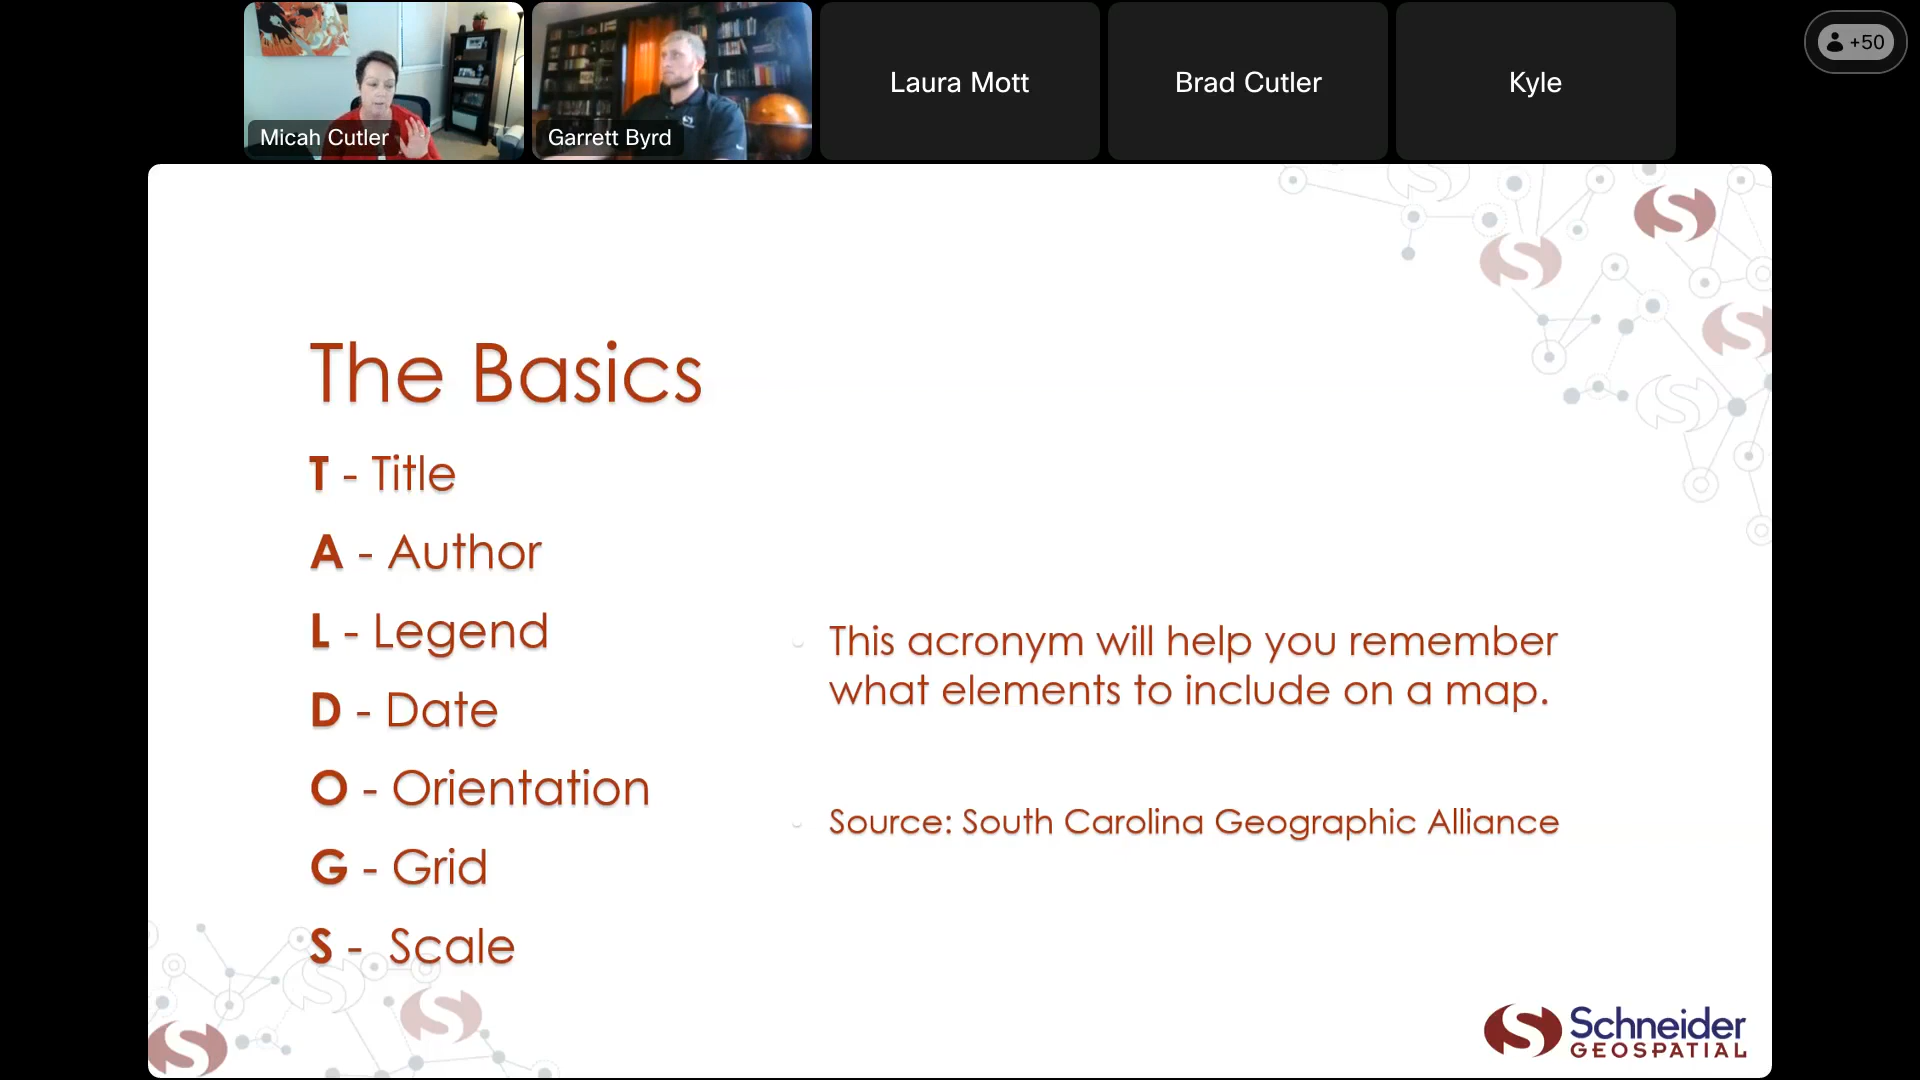 Micah Cutler
Garrett Byrd
Laura Mott
Brad Cutler
Kyle
+50
The Basics
T - Title
A - Author
L - Legend
D - Date
O - Orientation
G - Grid
S - Scale
This acronym will help you remember
what elements to include on a map.
Source: South Carolina Geographic Alliance
Schneider
GEOSPATIAL